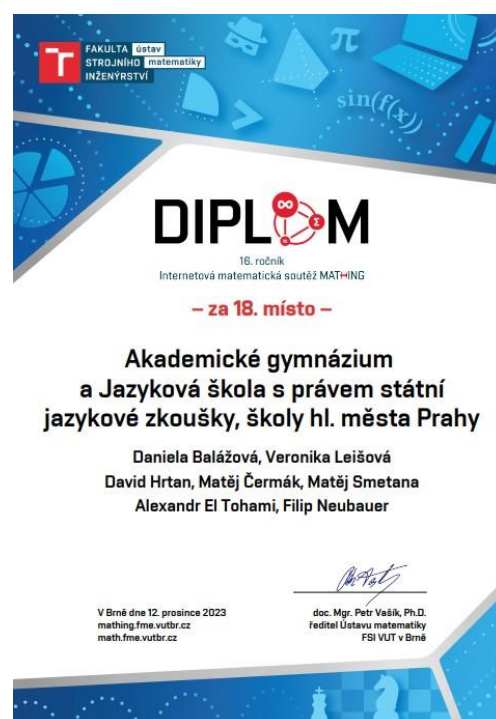 FAKULTA ústav
STROJNÍHO matematiky
INŽENÝRSTVÍ
π
sin(f(x))
DIPLOM
∞
Σ
16. ročník
Internetová matematická soutěž MATHING
– za 18. místo –
Akademické gymnázium
a Jazyková škola s právem státní
jazykové zkoušky, školy hl. města Prahy
Daniela Balážová, Veronika Leišová
David Hrtan, Matěj Čermák, Matěj Smetana
Alexandr El Tohami, Filip Neubauer
V Brně dne 12. prosince 2023
mathing.fme.vutbr.cz
math.fme.vutbr.cz
doc. Mgr. Petr Vašík, Ph.D.
ředitel Ústavu matematiky
FSI VUT v Brně